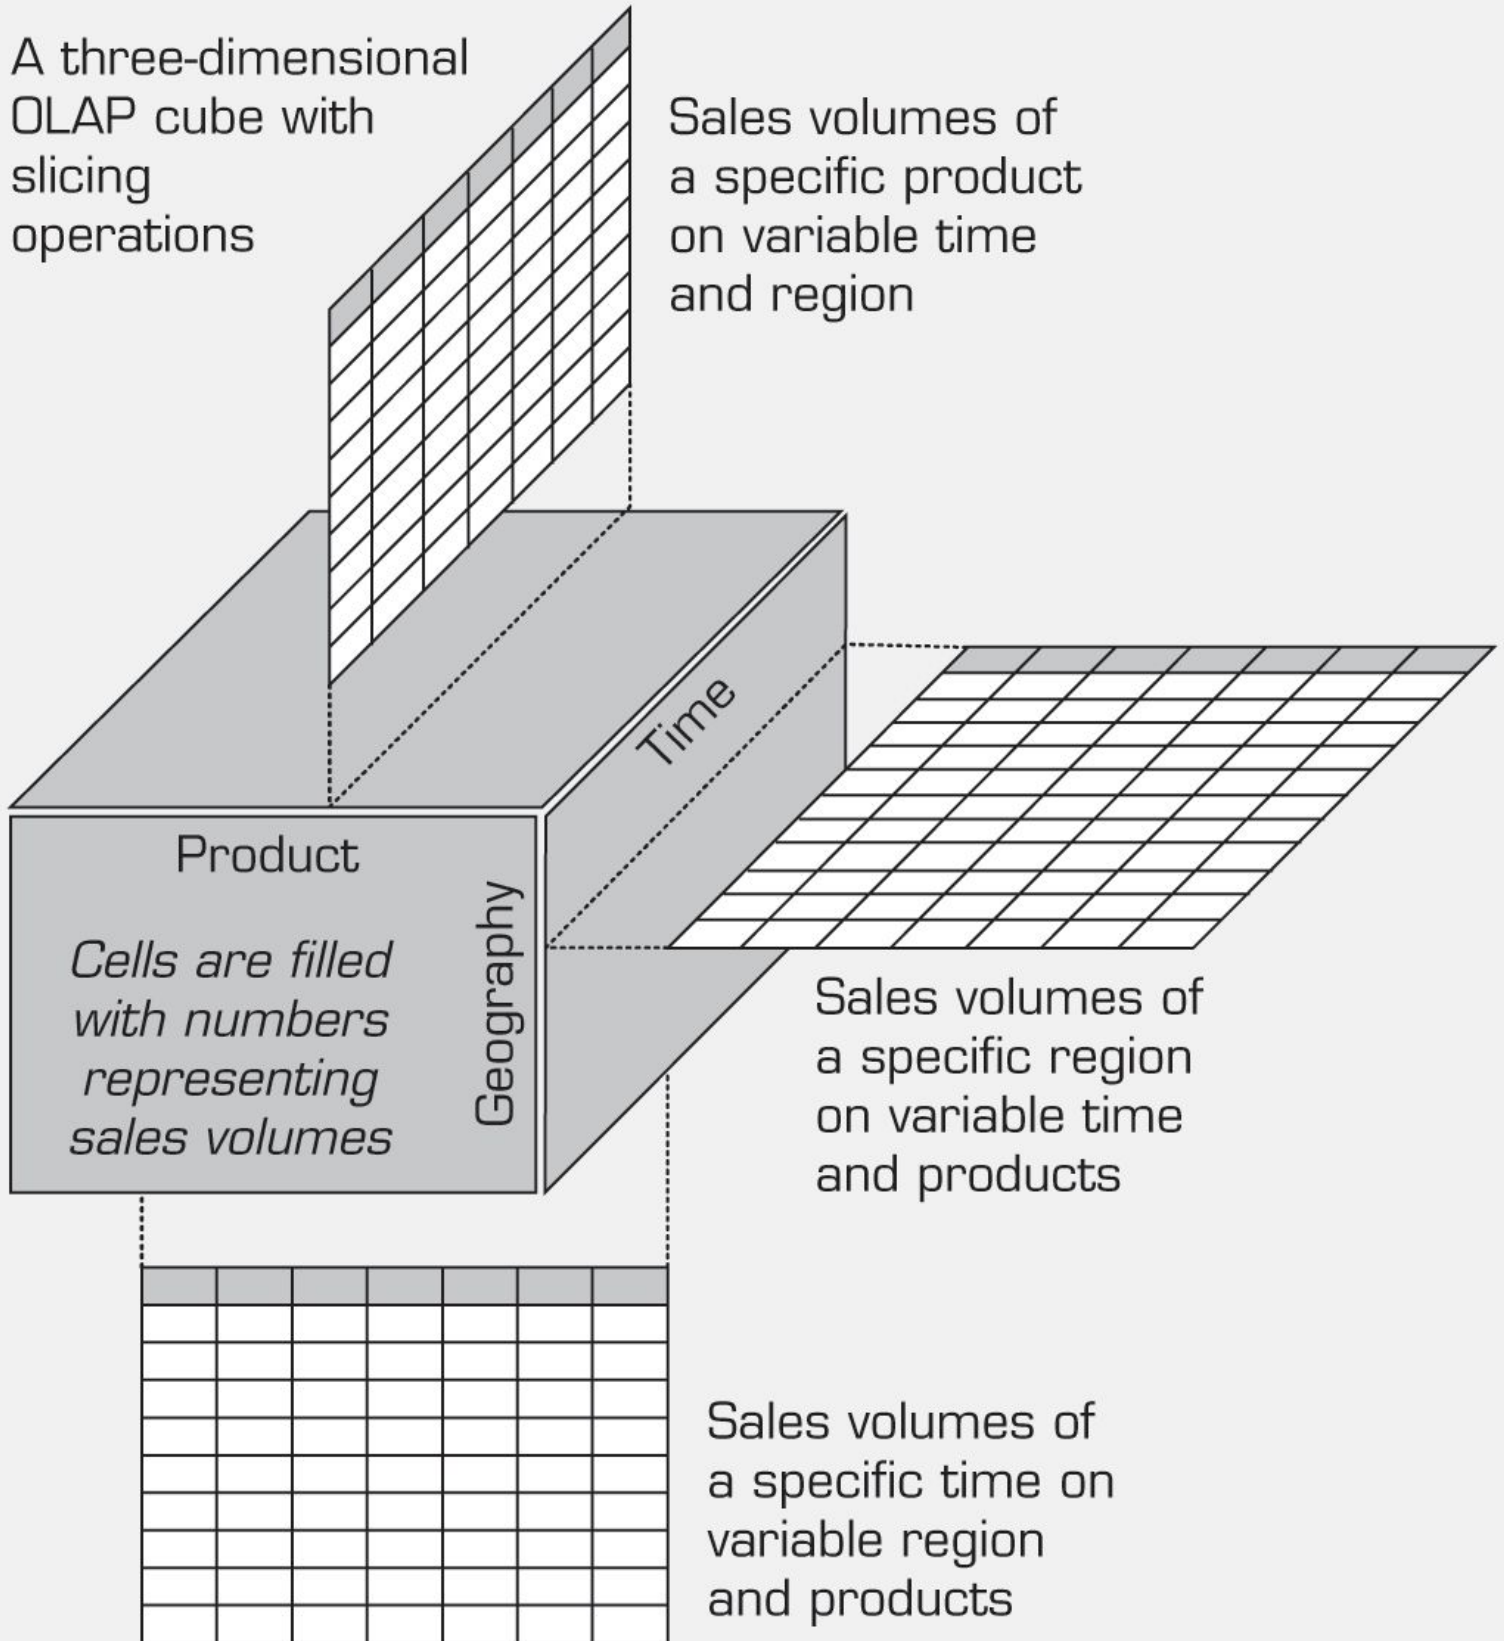 A three-dimensional
OLAP cube with
slicing
operations
Sales volumes of
a specific product
on variable time
and region
Time
Product
Geography
Cells are filled
with numbers
representing
sales volumes
Sales volumes of
a specific region
on variable time
and products
Sales volumes of
a specific time on
variable region
and products